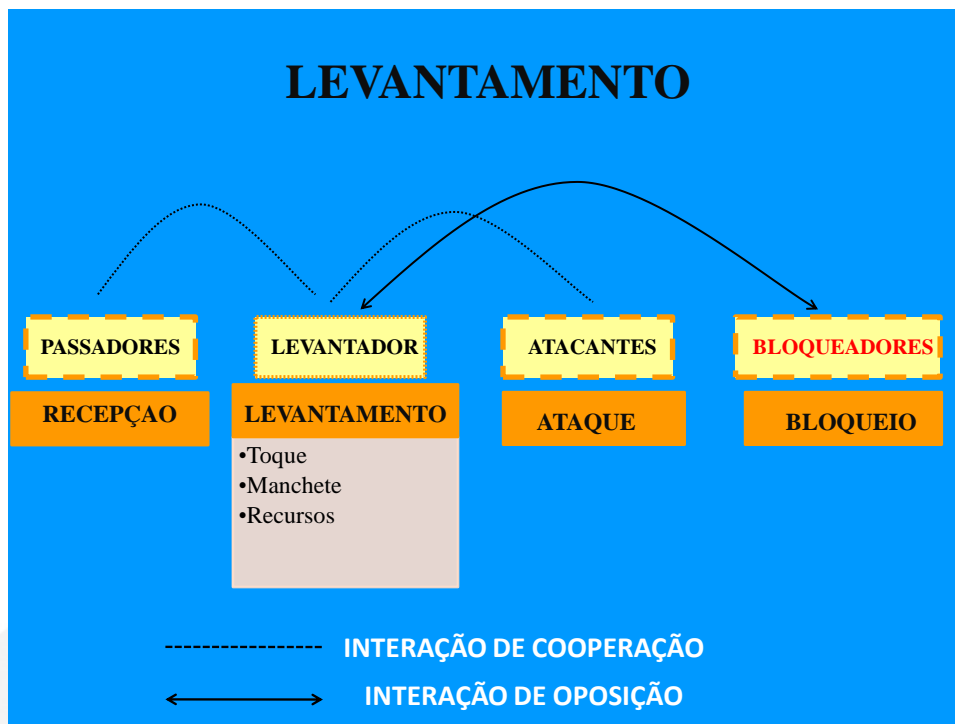 LEVANTAMENTO
PASSADORES
LEVANTADOR
ATACANTES
BLOQUEADORES
RECEPÇAO
LEVANTAMENTO
ATAQUE
BLOQUEIO
•Toque
•Manchete
•Recursos
INTERAÇÃO DE COOPERAÇÃO
INTERAÇÃO DE OPOSIÇÃO